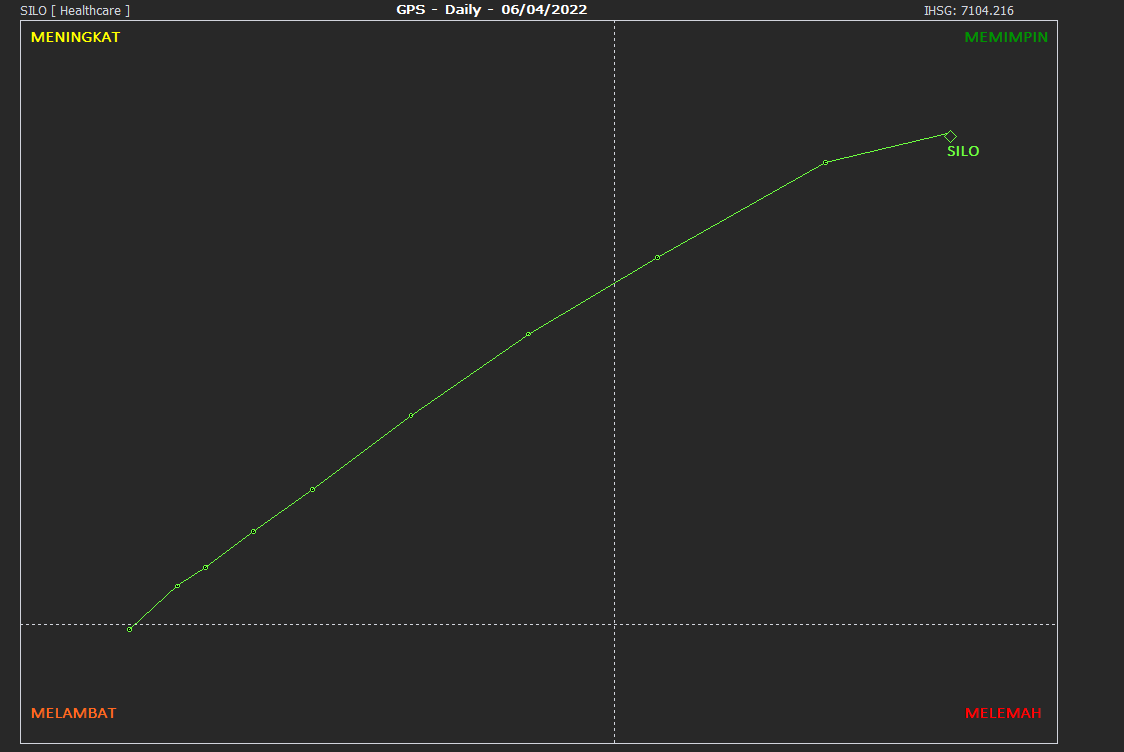 SILO [ Healthcare ]
GPS - Daily - 06/04/2022
IHSG: 7104.216
MENINGKAT
MEMIMPIN
SILO
MELAMBAT
MELEMAH